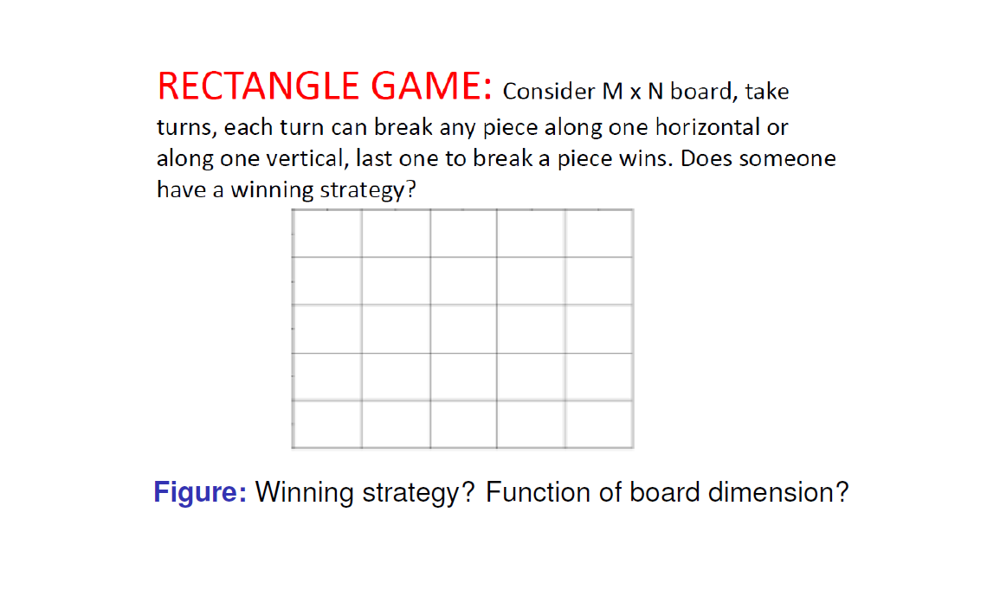 RECTANGLE GAME: Consider M x N board, take
turns, each turn can break any piece along one horizontal or
along one vertical, last one to break a piece wins. Does someone
have a winning strategy?
Figure: Winning strategy? Function of board dimension?